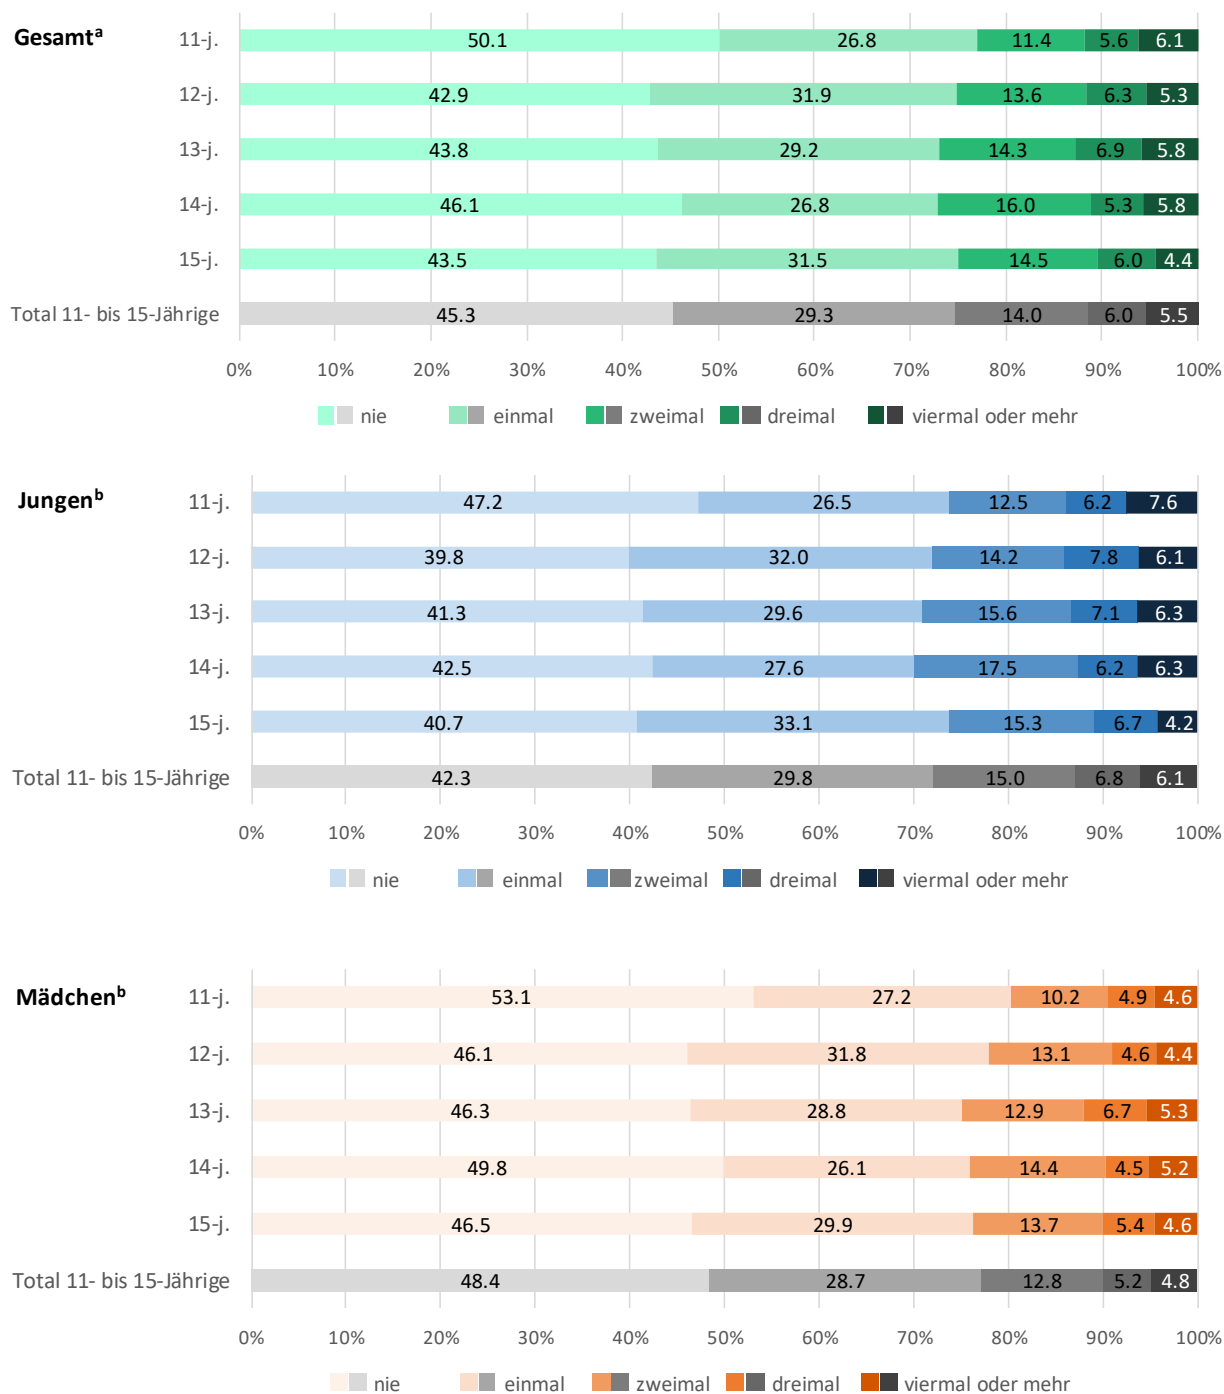 Gesamtᵃ
11-j. 50.1 26.8 11.4 5.6 6.1
12-j. 42.9 31.9 13.6 6.3 5.3
13-j. 43.8 29.2 14.3 6.9 5.8
14-j. 46.1 26.8 16.0 5.3 5.8
15-j. 43.5 31.5 14.5 6.0 4.4
Total 11- bis 15-Jährige 45.3 29.3 14.0 6.0 5.5
0% 10% 20% 30% 40% 50% 60% 70% 80% 90% 100%
nie einmal zweimal dreimal viermal oder mehr
Jungenᵇ
11-j. 47.2 26.5 12.5 6.2 7.6
12-j. 39.8 32.0 14.2 7.8 6.1
13-j. 41.3 29.6 15.6 7.1 6.3
14-j. 42.5 27.6 17.5 6.2 6.3
15-j. 40.7 33.1 15.3 6.7 4.2
Total 11- bis 15-Jährige 42.3 29.8 15.0 6.8 6.1
0% 10% 20% 30% 40% 50% 60% 70% 80% 90% 100%
nie einmal zweimal dreimal viermal oder mehr
Mädchenᵇ
11-j. 53.1 27.2 10.2 4.9 4.6
12-j. 46.1 31.8 13.1 4.6 4.4
13-j. 46.3 28.8 12.9 6.7 5.3
14-j. 49.8 26.1 14.4 4.5 5.2
15-j. 46.5 29.9 13.7 5.4 4.6
Total 11- bis 15-Jährige 48.4 28.7 12.8 5.2 4.8
0% 10% 20% 30% 40% 50% 60% 70% 80% 90% 100%
nie einmal zweimal dreimal viermal oder mehr